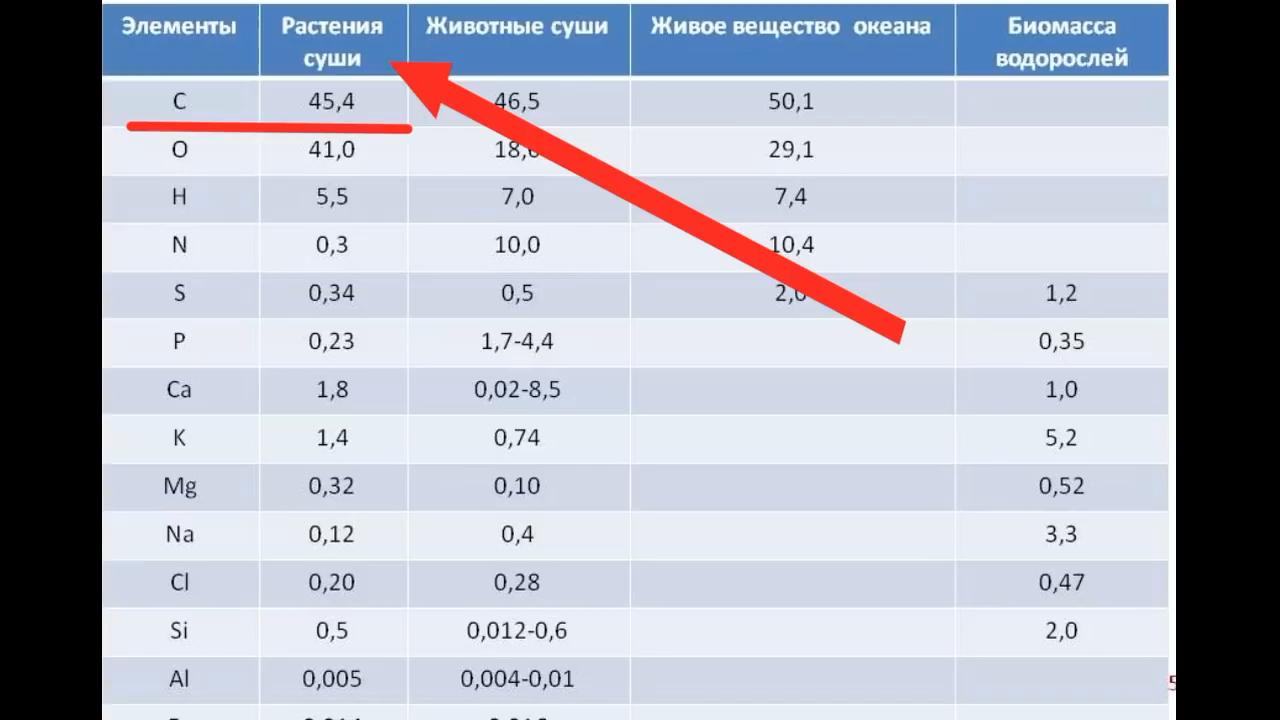 Элементы Растения суши Животные суши Живое вещество океана Биомасса водорослей
C 45,4 46,5 50,1
O 41,0 29,1
H 5,5 7,0 7,4
N 0,3 10,0 10,4
S 0,34 0,5 1,2
P 0,23 1,7-4,4 0,35
Ca 1,8 0,02-8,5 1,0
K 1,4 0,74 5,2
Mg 0,32 0,10 0,52
Na 0,12 0,4 3,3
Cl 0,20 0,28 0,47
Si 0,5 0,012-0,6 2,0
Al 0,005 0,004-0,01